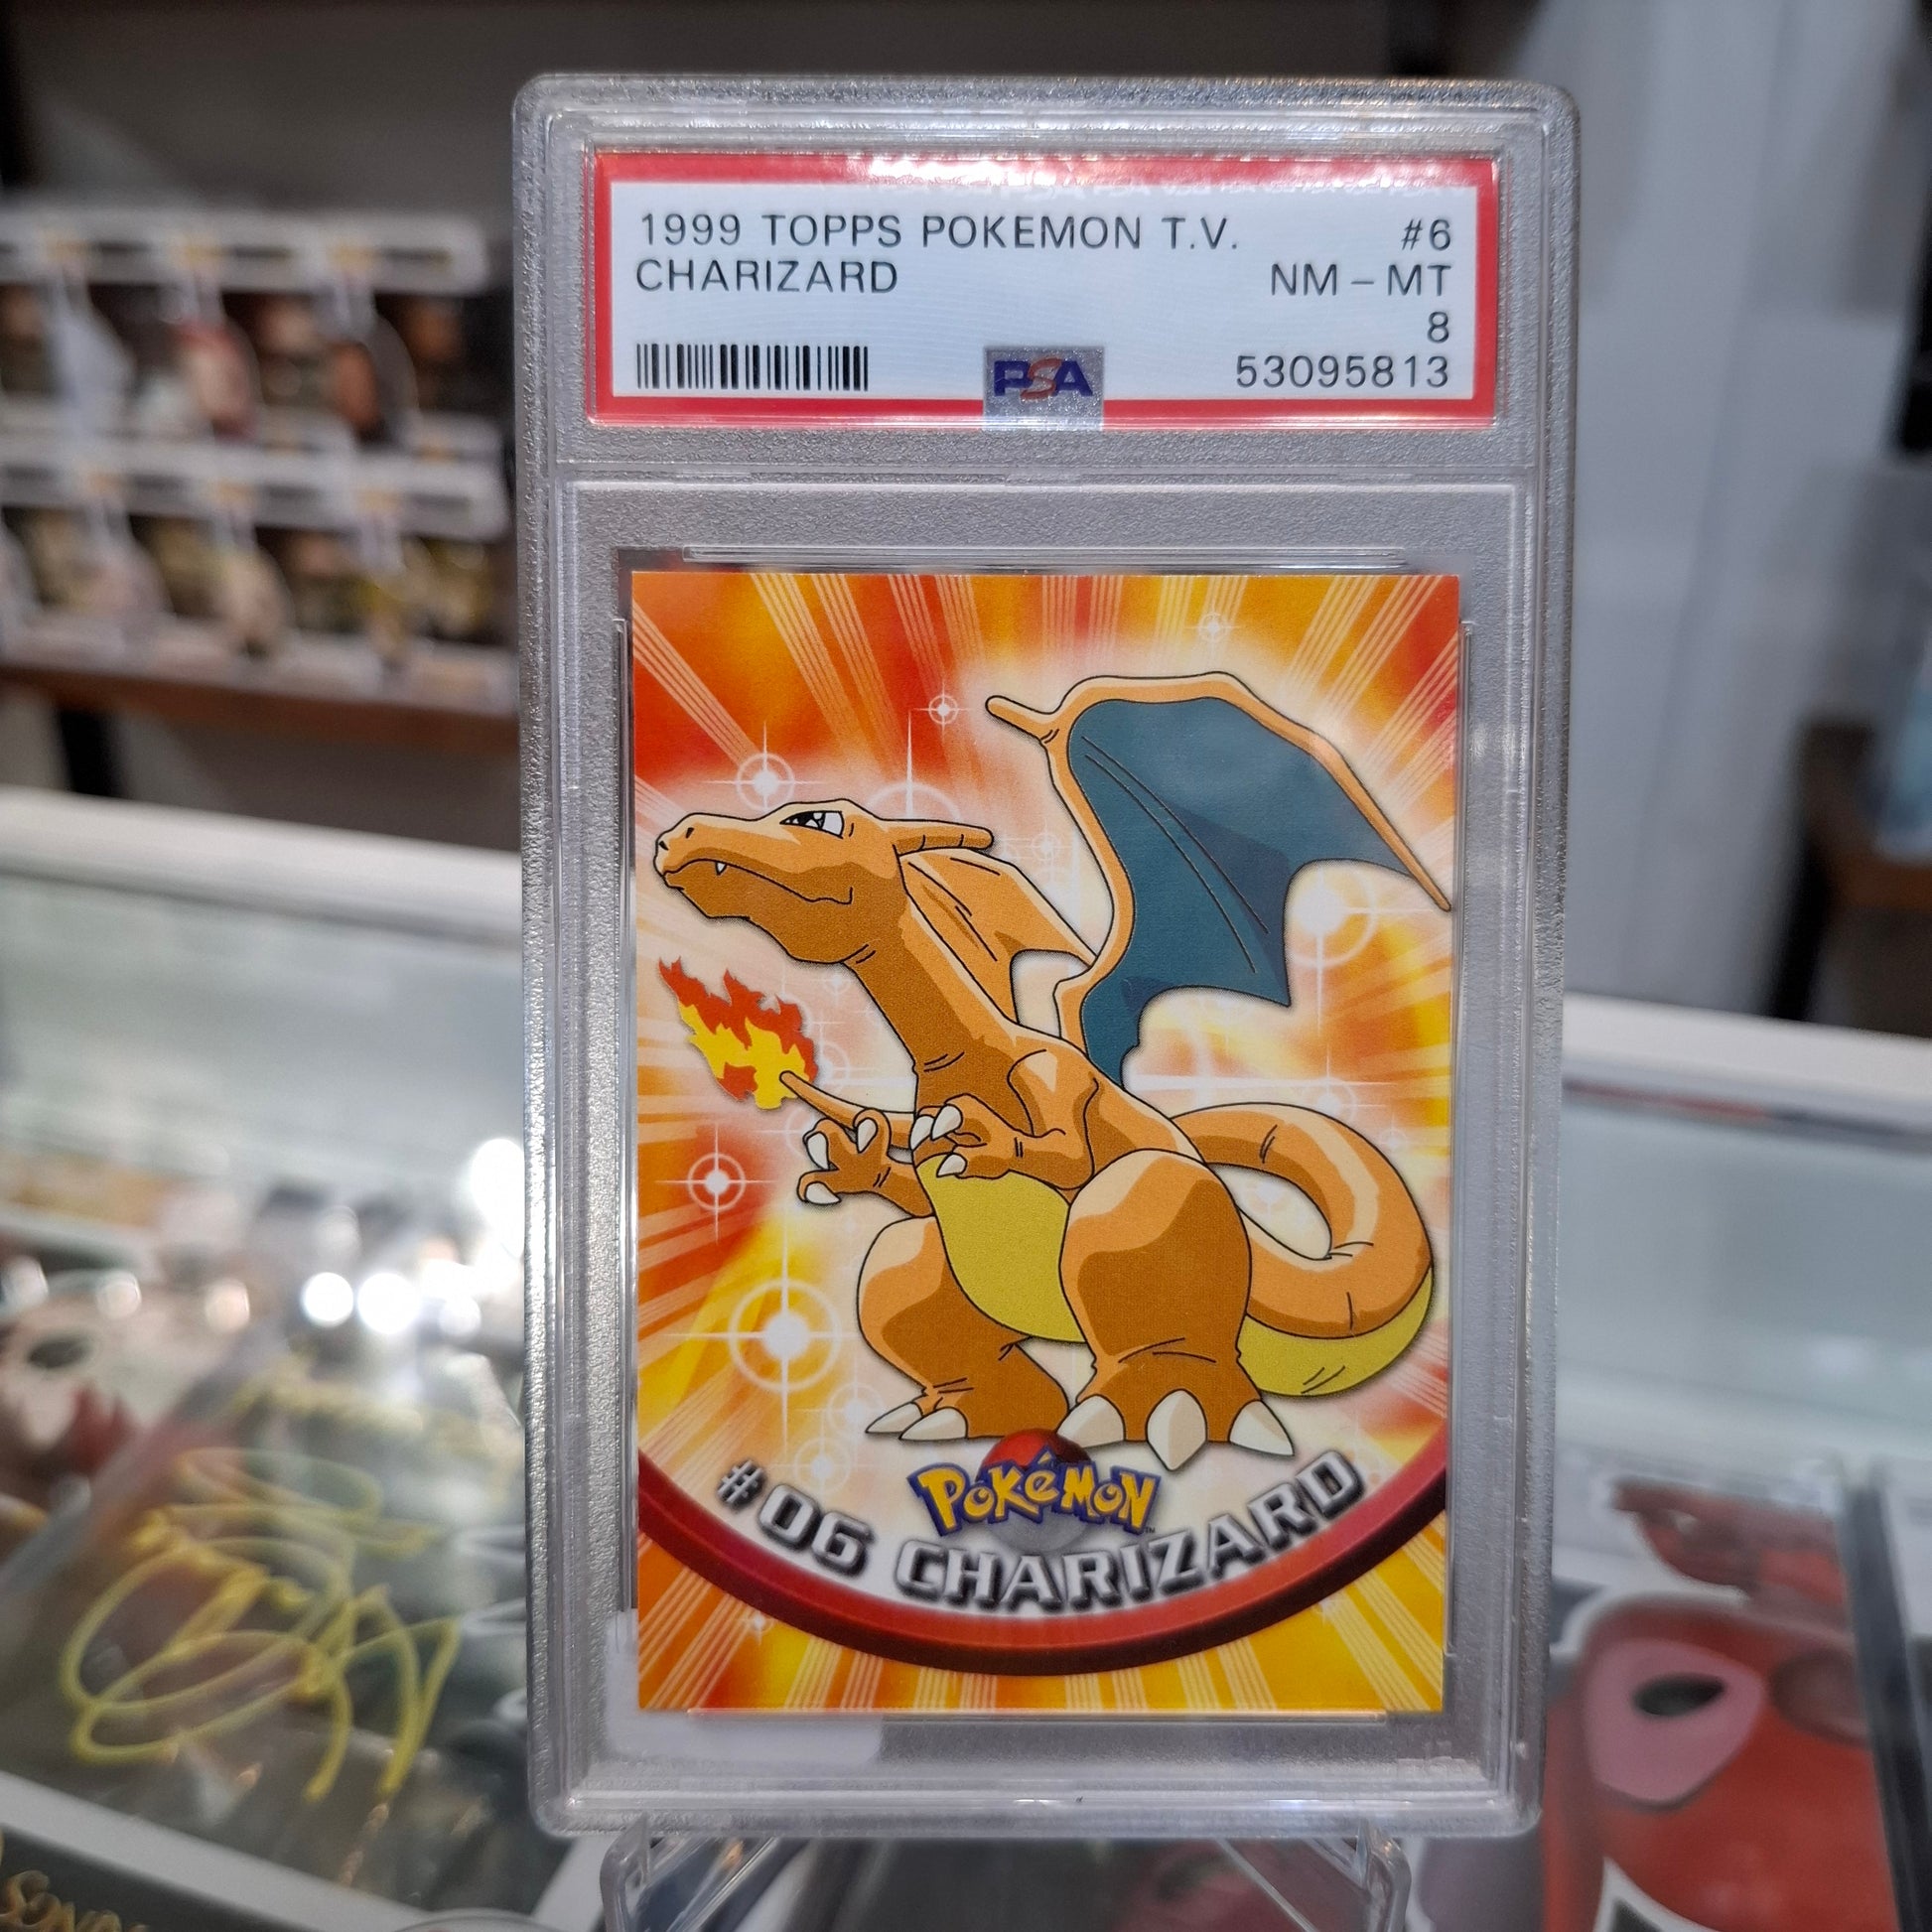 1999 TOPPS POKEMON T.V. #6
CHARIZARD NM - MT
8
PSA 53095813
POKéMON
#06 CHARIZARD